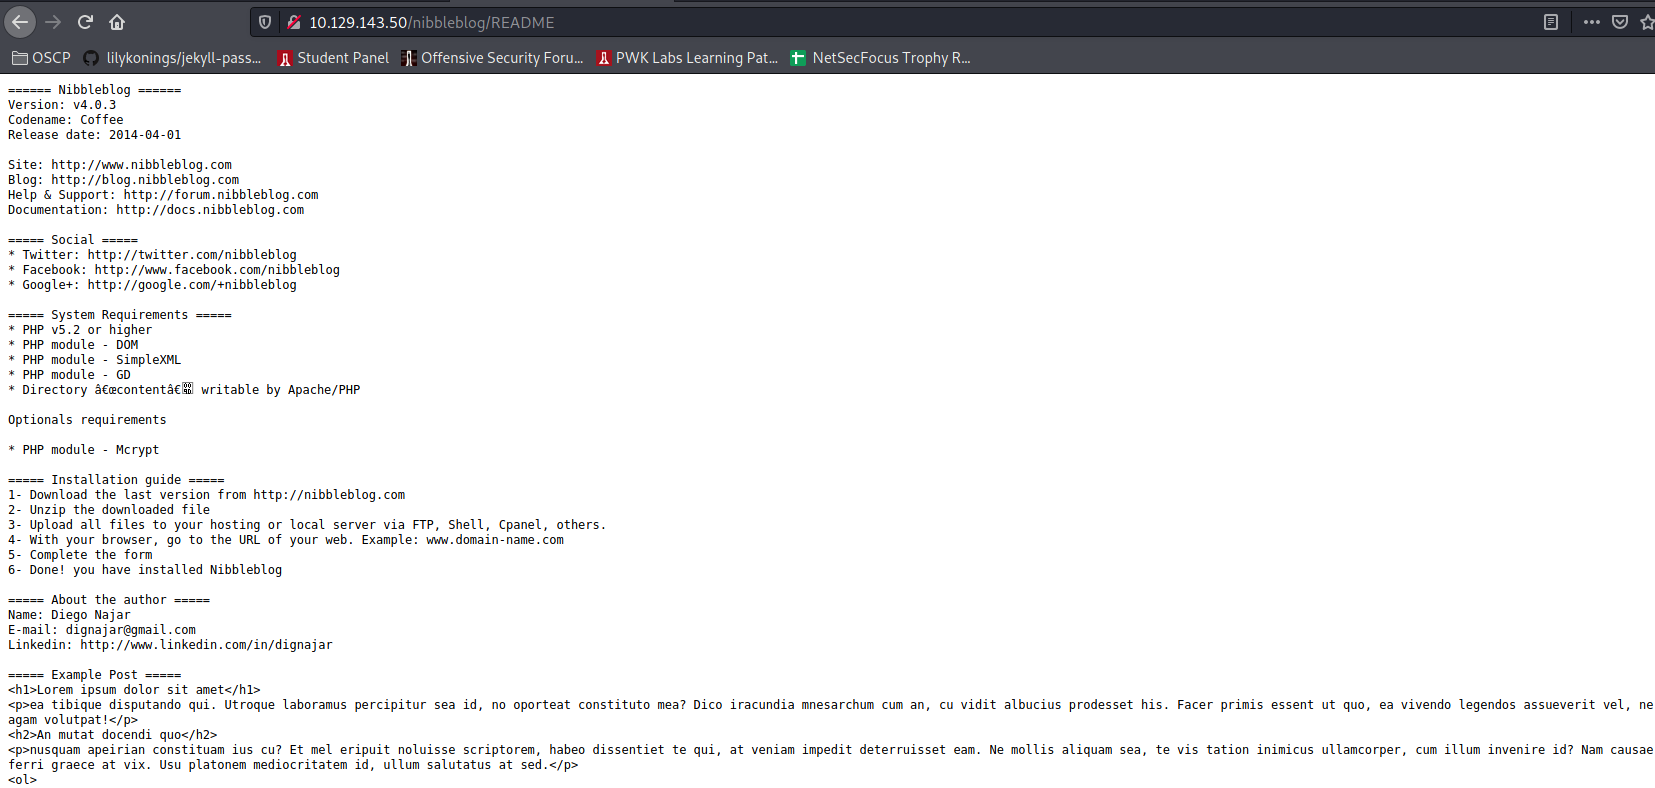 10.129.143.50/nibbleblog/README
OSCP lilykonings/jekyll-pass... Student Panel Offensive Security Foru... PWK Labs Learning Pat... NetSecFocus Trophy R...
====== Nibbleblog ======
Version: v4.0.3
Codename: Coffee
Release date: 2014-04-01
Site: http://www.nibbleblog.com
Blog: http://blog.nibbleblog.com
Help & Support: http://forum.nibbleblog.com
Documentation: http://docs.nibbleblog.com
===== Social =====
* Twitter: http://twitter.com/nibbleblog
* Facebook: http://www.facebook.com/nibbleblog
* Google+: http://google.com/+nibbleblog
===== System Requirements =====
* PHP v5.2 or higher
* PHP module - DOM
* PHP module - SimpleXML
* PHP module - GD
* Directory â€œcontentâ€ writable by Apache/PHP
Optionals requirements
* PHP module - Mcrypt
===== Installation guide =====
1- Download the last version from http://nibbleblog.com
2- Unzip the downloaded file
3- Upload all files to your hosting or local server via FTP, Shell, Cpanel, others.
4- With your browser, go to the URL of your web. Example: www.domain-name.com
5- Complete the form
6- Done! you have installed Nibbleblog
===== About the author =====
Name: Diego Najar
E-mail: dignajar@gmail.com
Linkedin: http://www.linkedin.com/in/dignajar
===== Example Post =====
<h1>Lorem ipsum dolor sit amet</h1>
<p>ea tibique disputando qui. Utroque laboramus percipitur sea id, no oporteat constituto mea? Dico iracundia mnesarchum cum an, cu vidit albucius prodesset his. Facer primis essent ut quo, ea vivendo legendos assueverit vel, ne
agam volutpat!</p>
<h2>An mutat docendi quo</h2>
<p>nusquam apeirian constituam ius cu? Et mel eripuit noluisse scriptorem, habeo dissentiet te qui, at veniam impedit deterruisset eam. Ne mollis aliquam sea, te vis tation inimicus ullamcorper, cum illum invenire id? Nam causae
ferri graece at vix. Usu platonem mediocritatem id, ullum salutatus at sed.</p>
<ol>